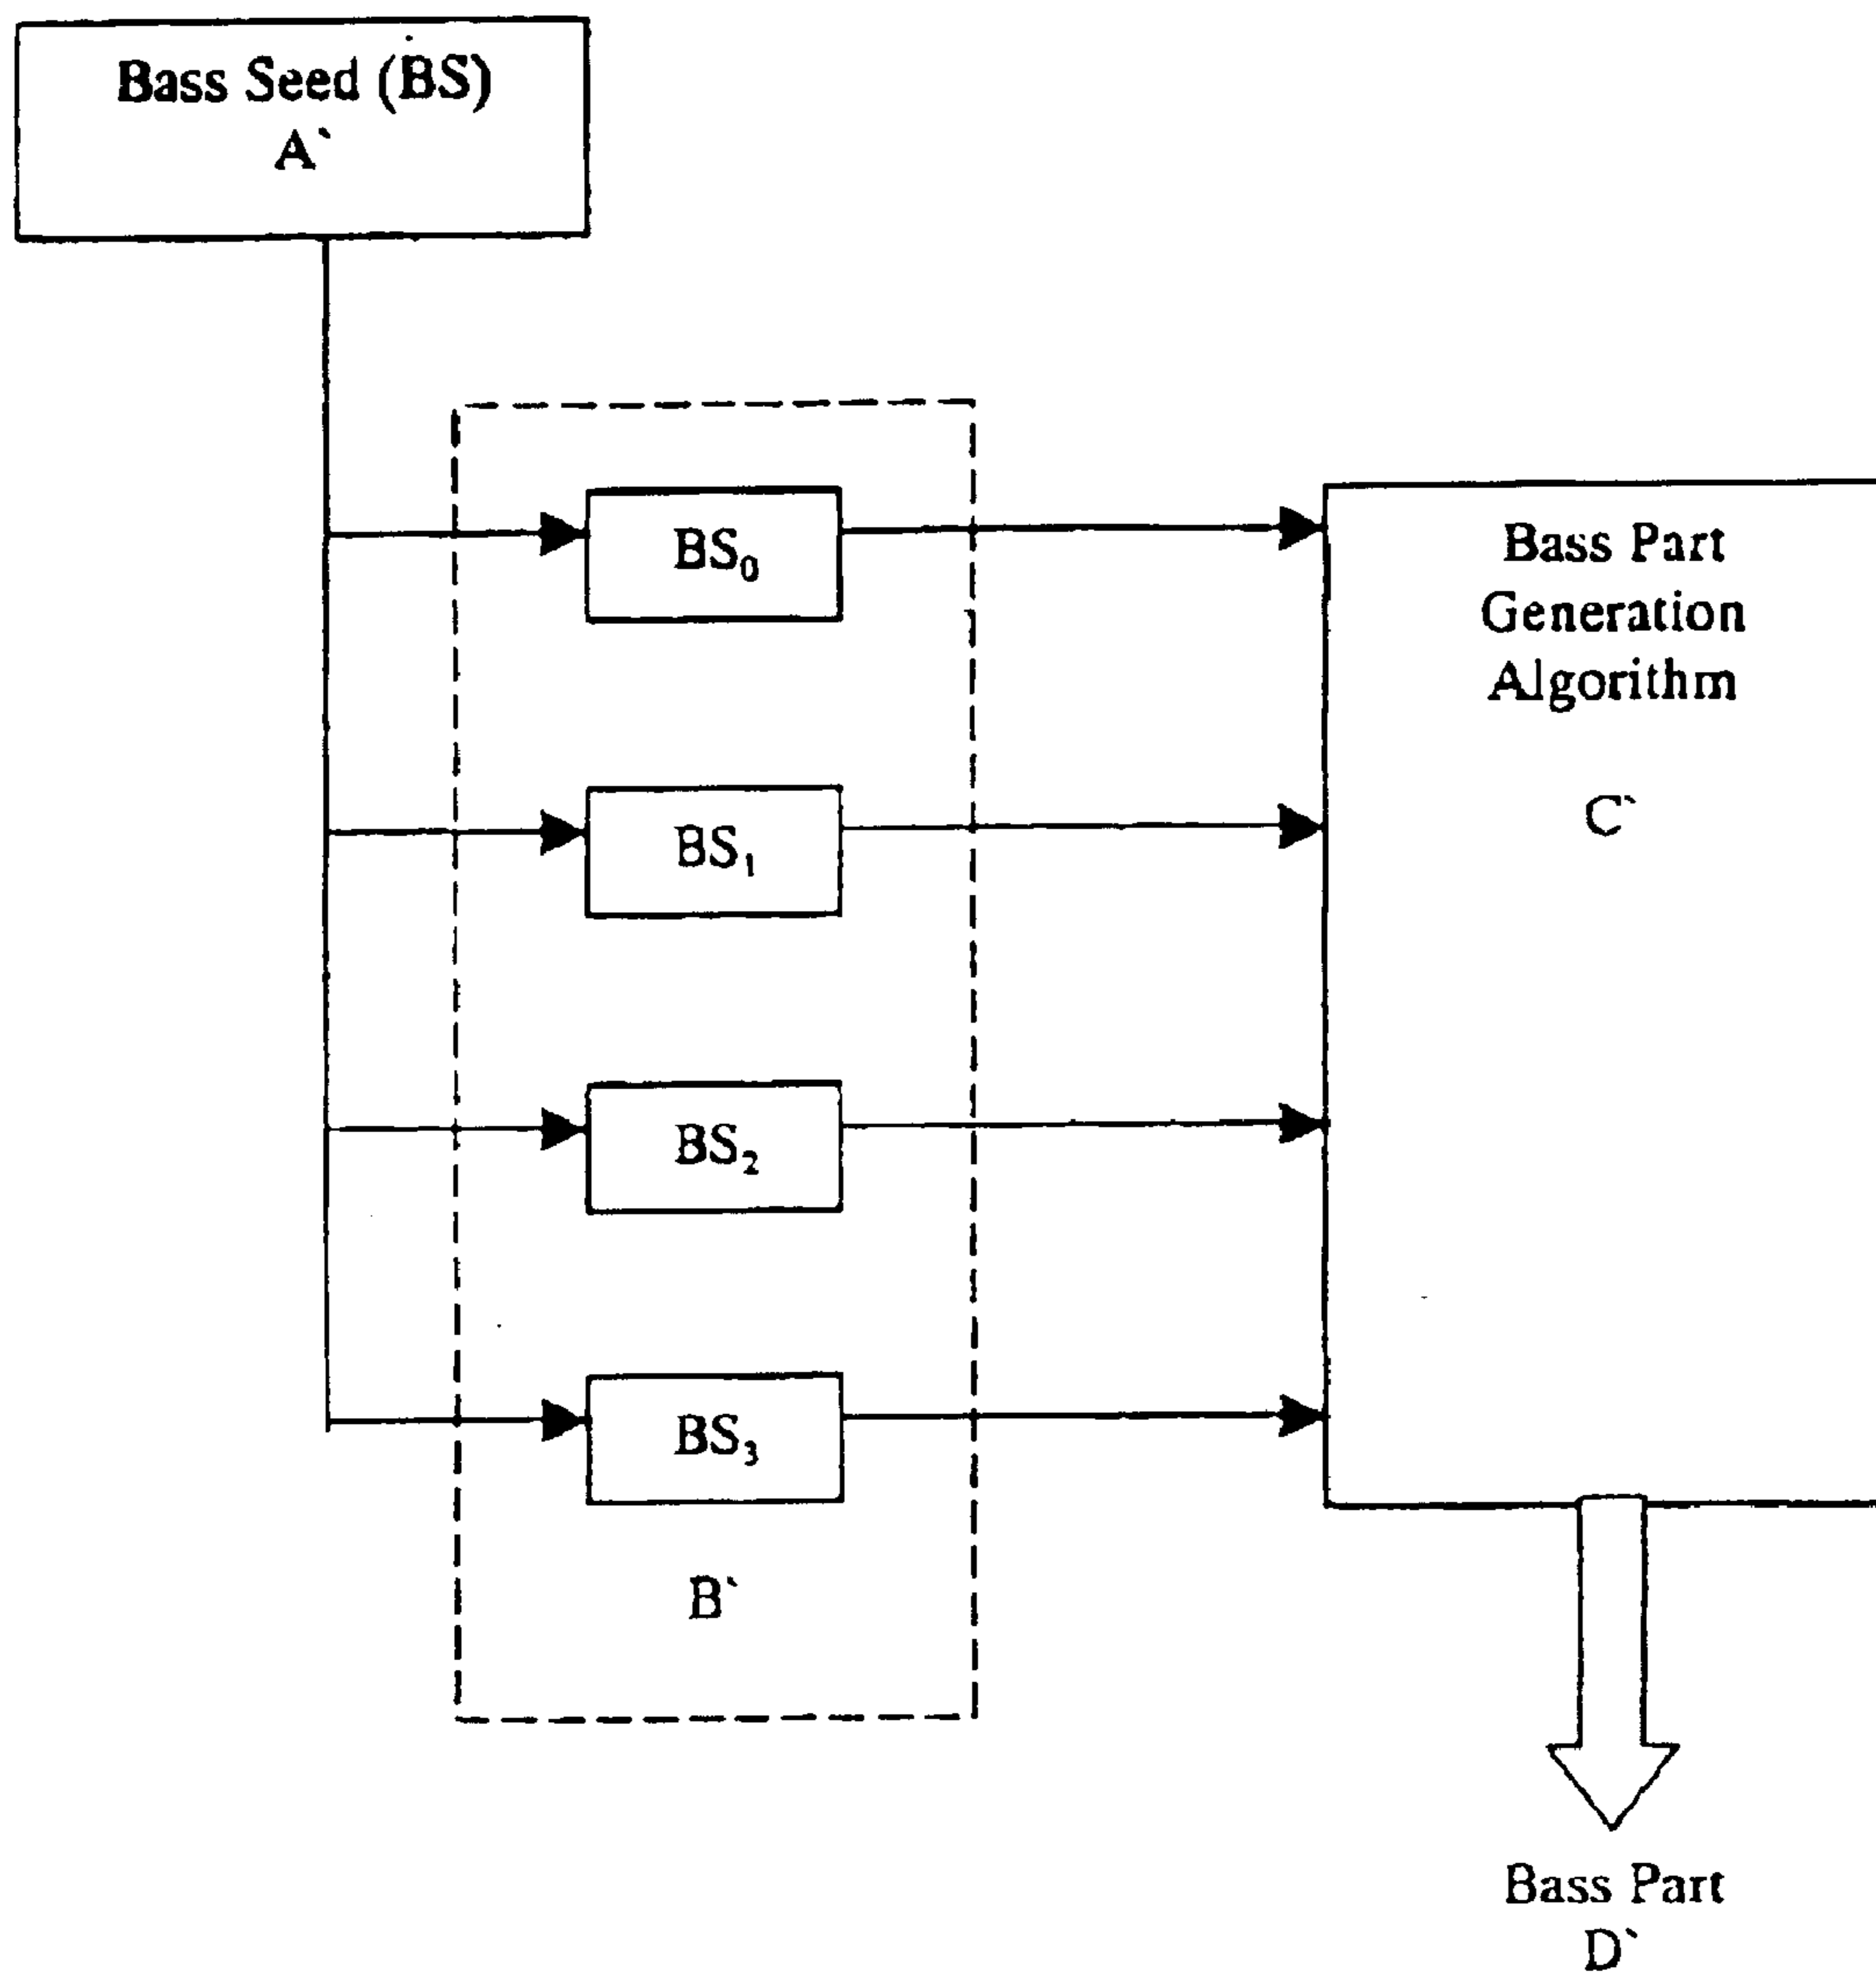 Bass Seed (BS)
A`
BS₀
BS₁
BS₂
BS₃
B`
Bass Part
Generation
Algorithm
C`
Bass Part
D`